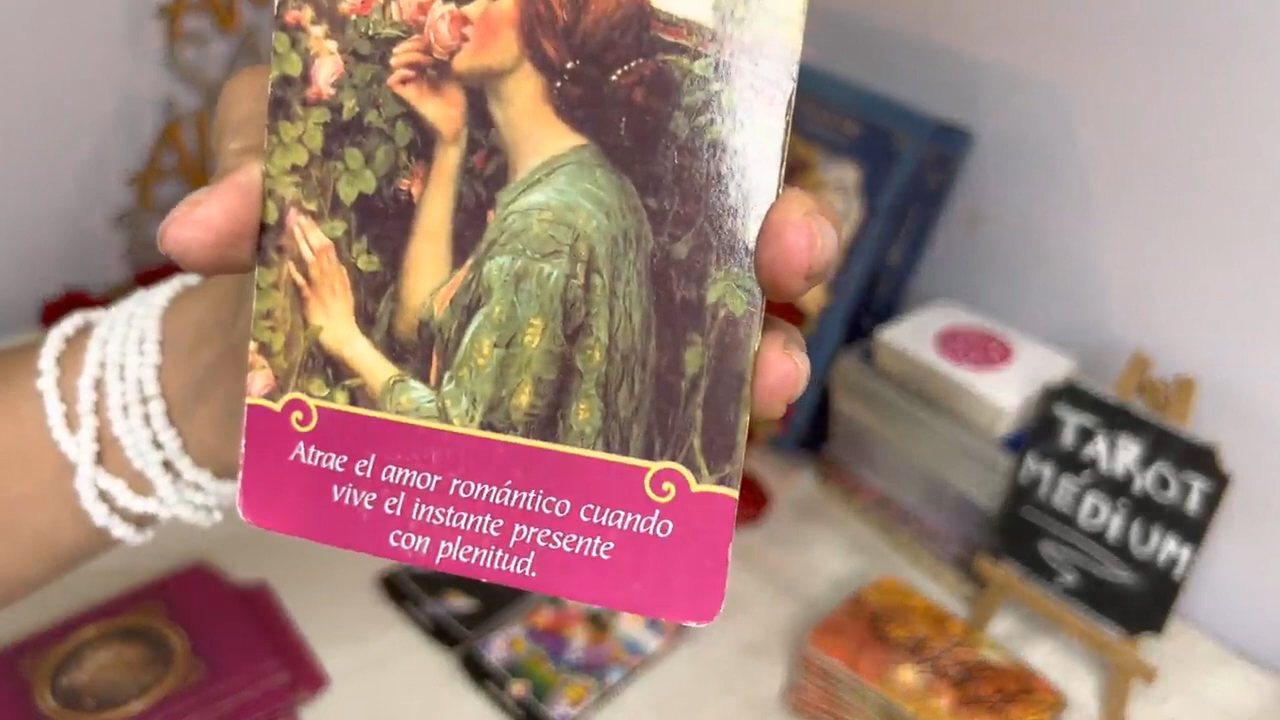 Atrae el amor romántico cuando
vive el instante presente
con plenitud.
TAROT
MÉDIUM